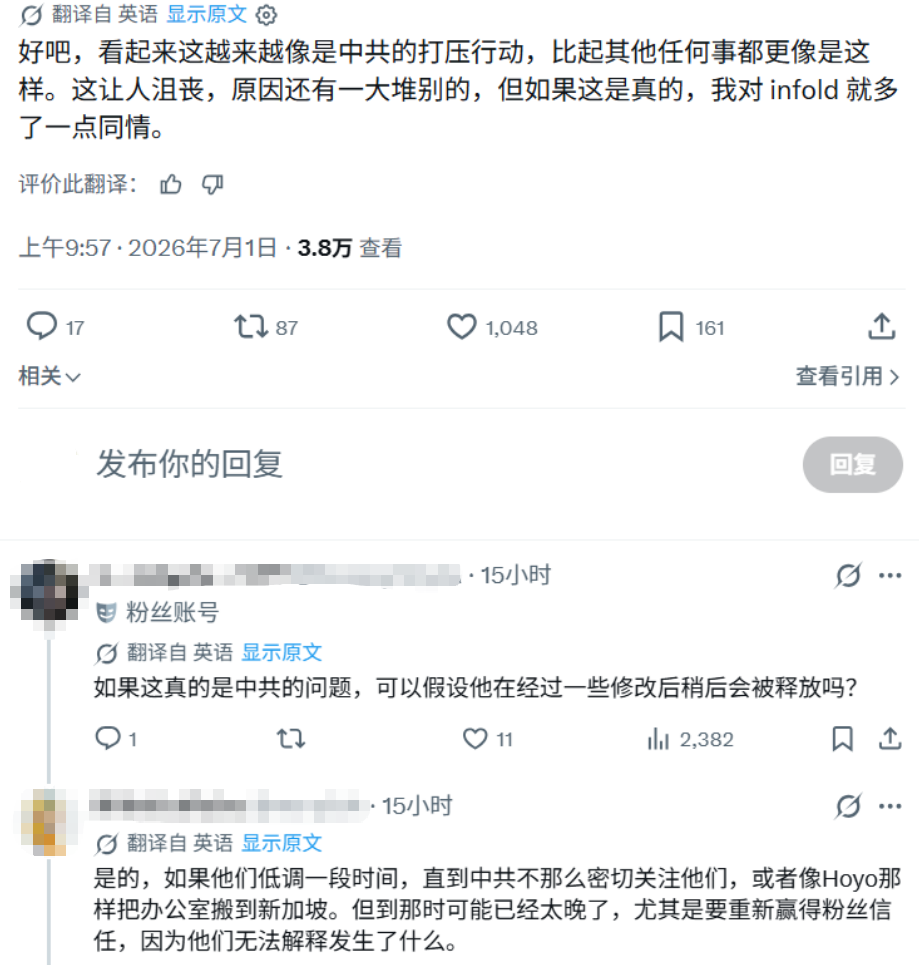 翻译自 英语 显示原文
好吧，看起来这越来越像是中共的打压行动，比起其他任何事都更像是这
样。这让人沮丧，原因还有一大堆别的，但如果这是真的，我对 infold 就多
了一点同情。
评价此翻译：
上午9:57 · 2026年7月1日 · 3.8万 查看
17 87 1,048 161
相关 查看引用
发布你的回复 回复
· 15小时
粉丝账号
翻译自 英语 显示原文
如果这真的是中共的问题，可以假设他在经过一些修改后稍后会被释放吗？
1 11 2,382
· 15小时
翻译自 英语 显示原文
是的，如果他们低调一段时间，直到中共不那么密切关注他们，或者像Hoyo那
样把办公室搬到新加坡。但到那时可能已经太晚了，尤其是要重新赢得粉丝信
任，因为他们无法解释发生了什么。